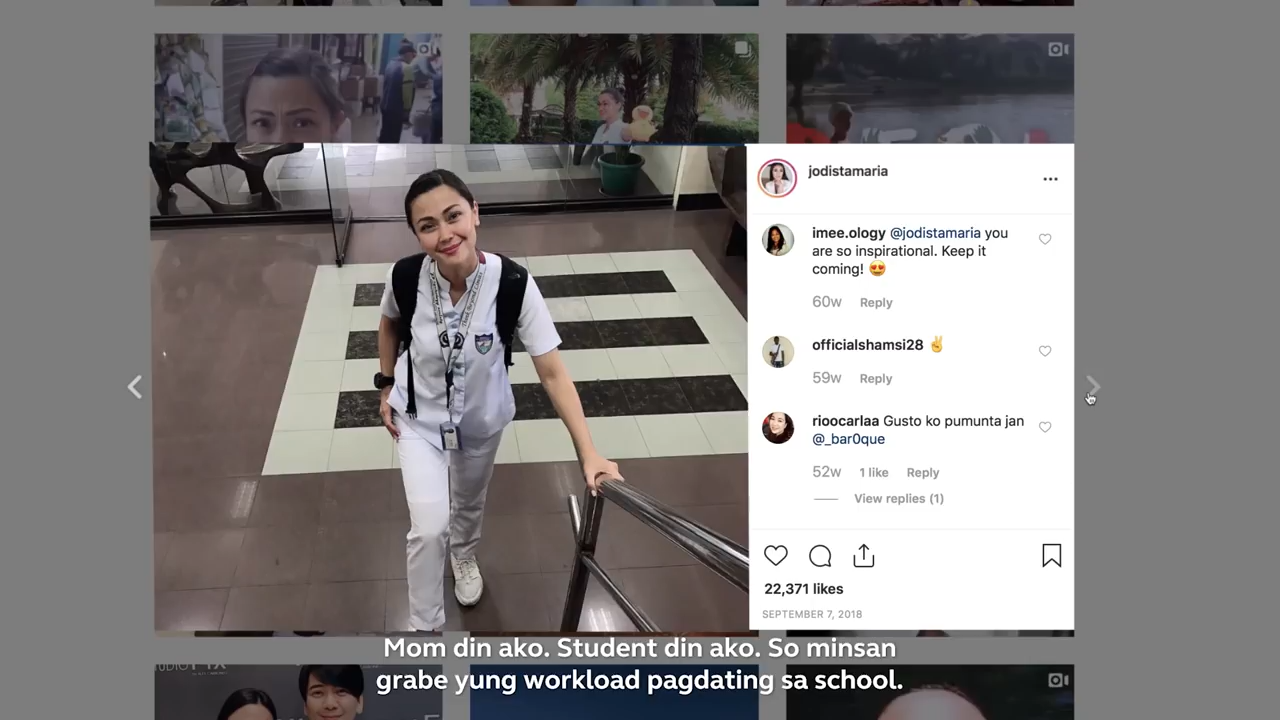 jodistamaria
imee.ology @jodistamaria you
are so inspirational. Keep it
coming! 😍
60w Reply
officialshamsi28 ✌
59w Reply
rioocarlaa Gusto ko pumunta jan
@_bar0que
52w 1 like Reply
View replies (1)
22,371 likes
SEPTEMBER 7, 2018
Mom din ako. Student din ako. So minsan
grabe yung workload pagdating sa school.